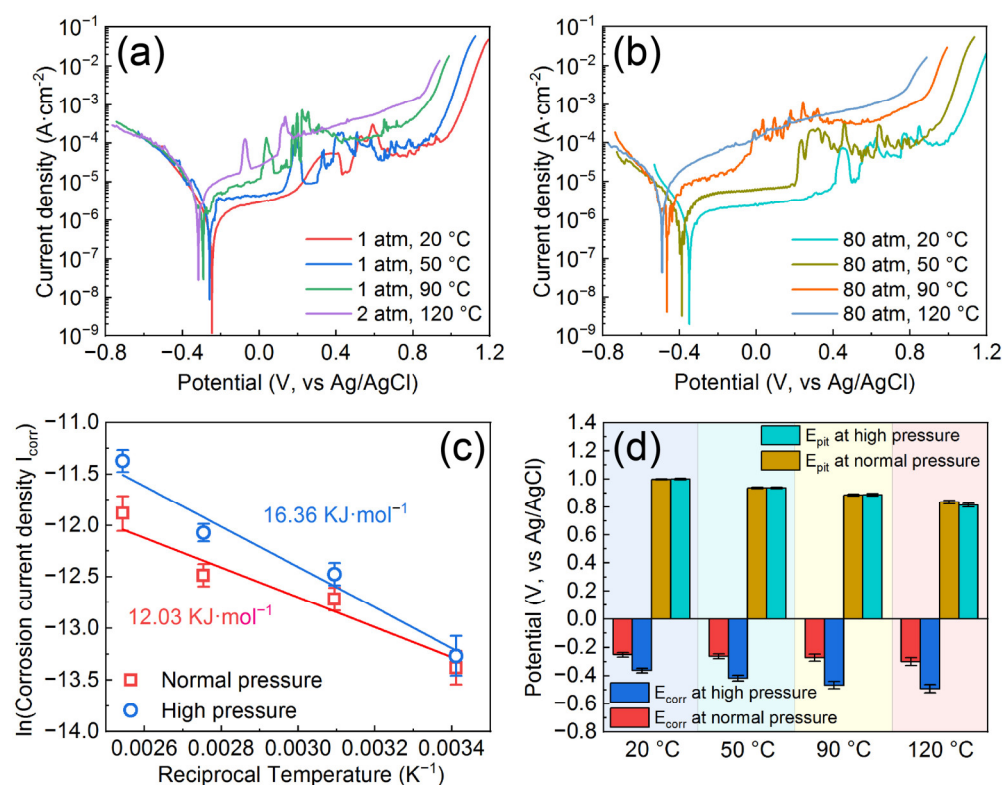 (a)
Current density (A·cm⁻²)
10⁻¹
10⁻²
10⁻³
10⁻⁴
10⁻⁵
10⁻⁶
10⁻⁷
10⁻⁸
10⁻⁹
1 atm, 20 °C
1 atm, 50 °C
1 atm, 90 °C
2 atm, 120 °C
−0.8 −0.4 0.0 0.4 0.8 1.2
Potential (V, vs Ag/AgCl)
(b)
Current density (A·cm⁻²)
10⁻¹
10⁻²
10⁻³
10⁻⁴
10⁻⁵
10⁻⁶
10⁻⁷
10⁻⁸
10⁻⁹
80 atm, 20 °C
80 atm, 50 °C
80 atm, 90 °C
80 atm, 120 °C
−0.8 −0.4 0.0 0.4 0.8 1.2
Potential (V, vs Ag/AgCl)
(c)
ln(Corrosion current density I_corr)
−11.0
−11.5
−12.0
−12.5
−13.0
−13.5
−14.0
16.36 KJ·mol⁻¹
12.03 KJ·mol⁻¹
Normal pressure
High pressure
0.0026 0.0028 0.0030 0.0032 0.0034
Reciprocal Temperature (K⁻¹)
(d)
Potential (V, vs Ag/AgCl)
1.4
1.2
1.0
0.8
0.6
0.4
0.0
−0.2
−0.4
−0.6
−0.8
E_pit at high pressure
E_pit at normal pressure
E_corr at high pressure
E_corr at normal pressure
20 °C 50 °C 90 °C 120 °C